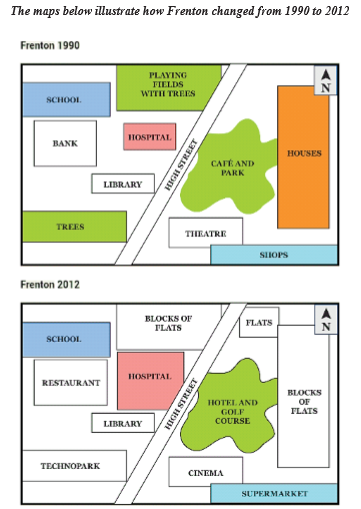 The maps below illustrate how Frenton changed from 1990 to 2012
Frenton 1990
PLAYING
FIELDS
WITH TREES
N
SCHOOL
BANK
HOSPITAL
HIGH STREET
CAFÉ AND
PARK
HOUSES
LIBRARY
TREES
THEATRE
SHOPS
Frenton 2012
BLOCKS OF
FLATS
FLATS
N
SCHOOL
RESTAURANT
HOSPITAL
HIGH STREET
HOTEL AND
GOLF
COURSE
BLOCKS
OF
FLATS
LIBRARY
TECHNOPARK
CINEMA
SUPERMARKET